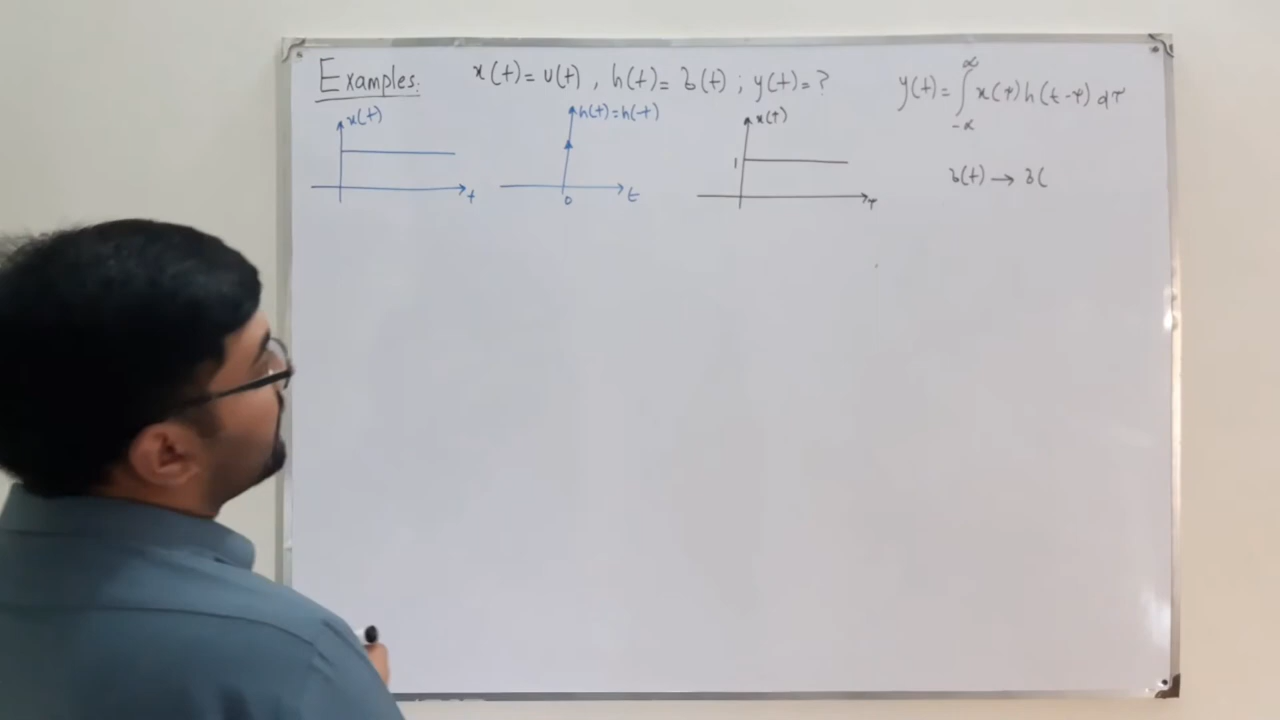 Examples: x(t)=u(t), h(t)=δ(t); y(t)=?
y(t)=∫ x(τ)h(t-τ)dτ
∞
-∞
x(t)
t
h(t)=h(-t)
0
t
x(τ)
1
τ
δ(t)→δ(